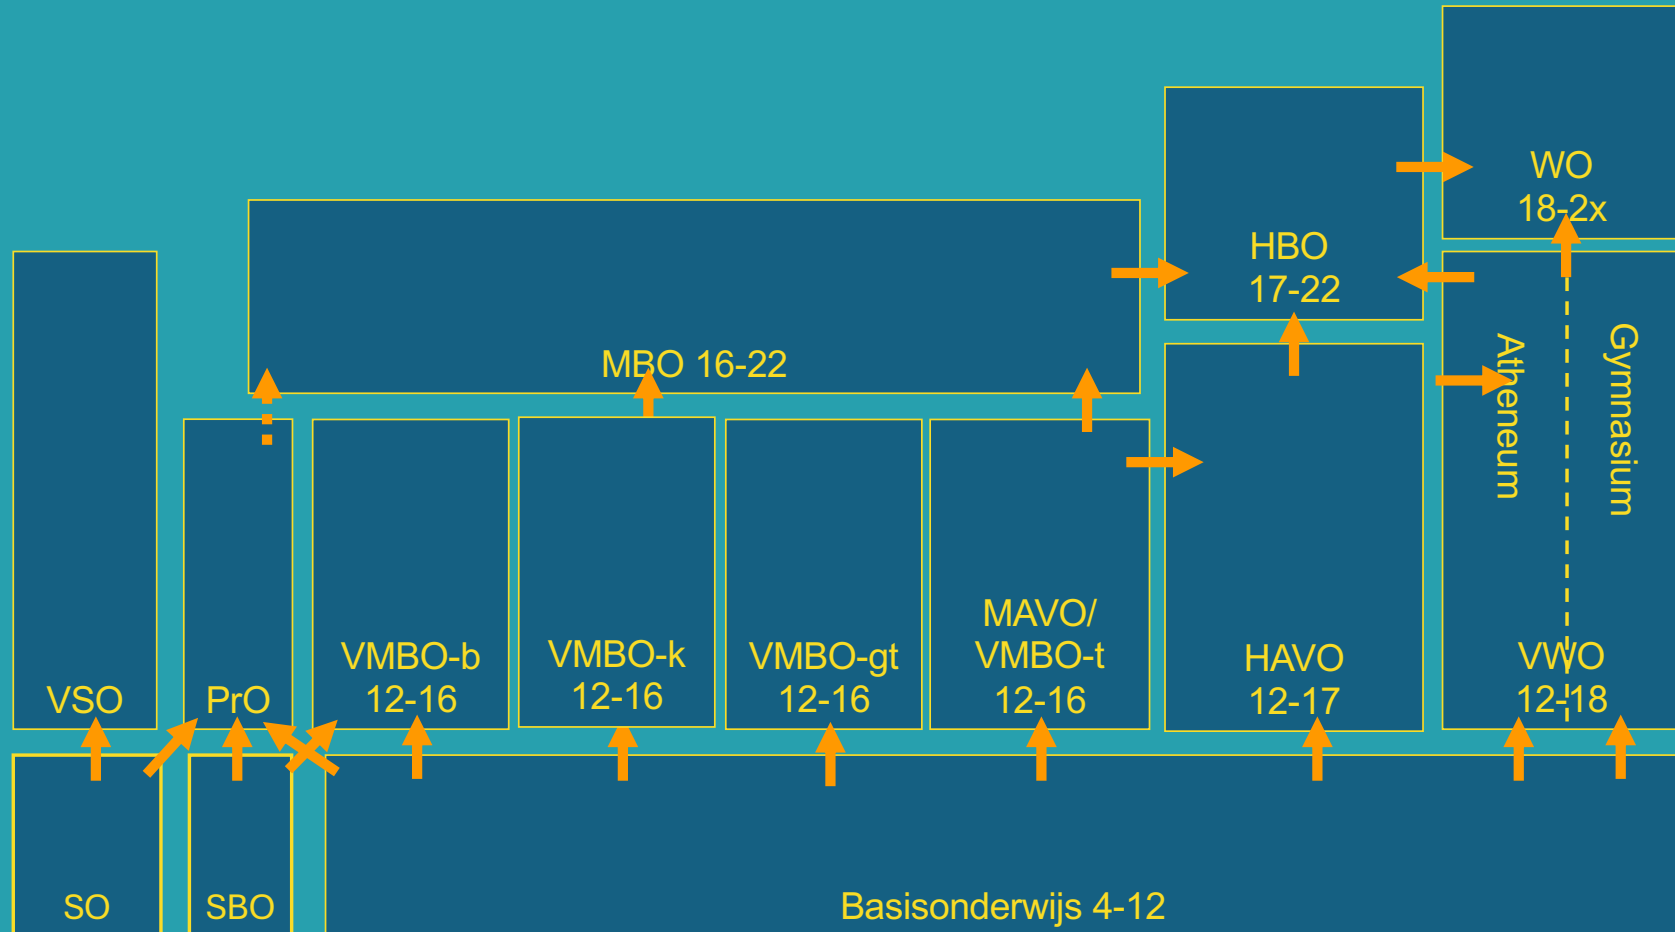 WO
18-2x
HBO
17-22
MBO 16-22
Atheneum
Gymnasium
VSO
PrO
VMBO-b
12-16
VMBO-k
12-16
VMBO-gt
12-16
MAVO/
VMBO-t
12-16
HAVO
12-17
VWO
12-18
SO
SBO
Basisonderwijs 4-12